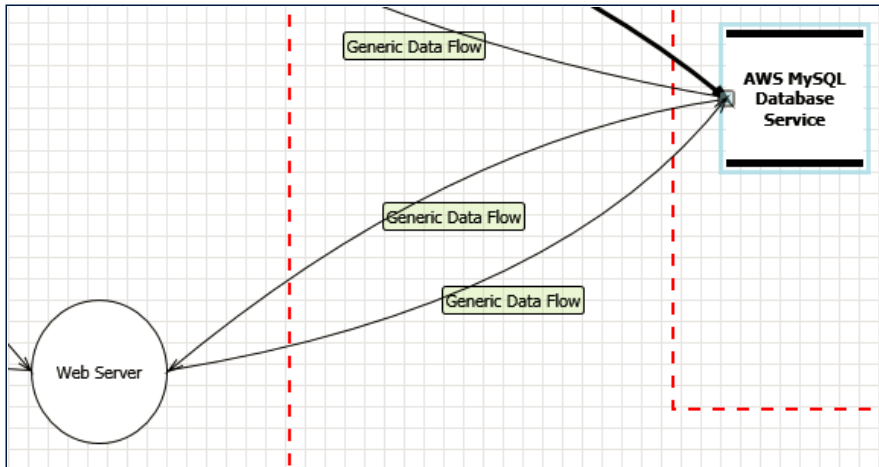 Generic Data Flow
AWS MySQL
Database
Service
Generic Data Flow
Generic Data Flow
Web Server